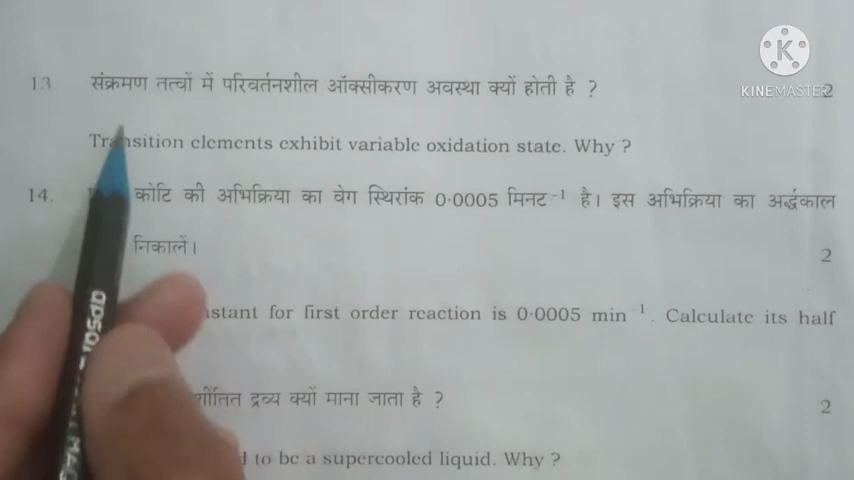 KINEMASTER
13. संक्रमण तत्वों में परिवर्तनशील ऑक्सीकरण अवस्था क्यों होती है ? 2
Transition elements exhibit variable oxidation state. Why ?
14. कोटि की अभिक्रिया का वेग स्थिरांक 0·0005 मिनट⁻¹ है। इस अभिक्रिया का अर्द्धकाल
निकालें। 2
for first order reaction is 0·0005 min⁻¹. Calculate its half
द्रव्य क्यों माना जाता है ? 2
to be a supercooled liquid. Why ?